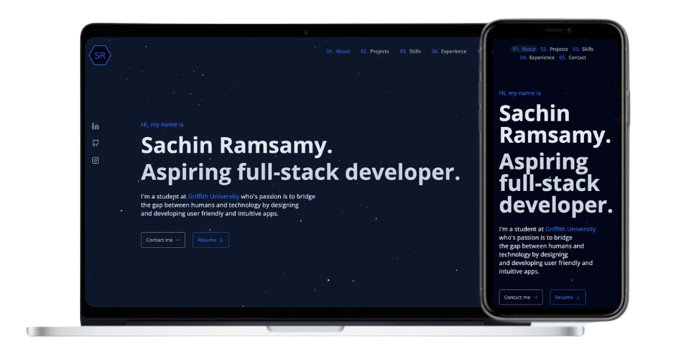 SR
01. About 02. Projects 03. Skills 04. Experience
Hi, my name is
Sachin Ramsamy.
Aspiring full-stack developer.
I'm a student at Griffith University who's passion is to bridge
the gap between humans and technology by designing
and developing user friendly and intuitive apps.
Contact me →
Resume ↓
01. About 02. Projects 03. Skills
04. Experience 05. Contact
Hi, my name is
Sachin
Ramsamy.
Aspiring
full-stack
developer.
I'm a student at Griffith University
who's passion is to bridge
the gap between humans and
technology by designing
and developing user friendly and
intuitive apps.
Contact me →
Resume ↓